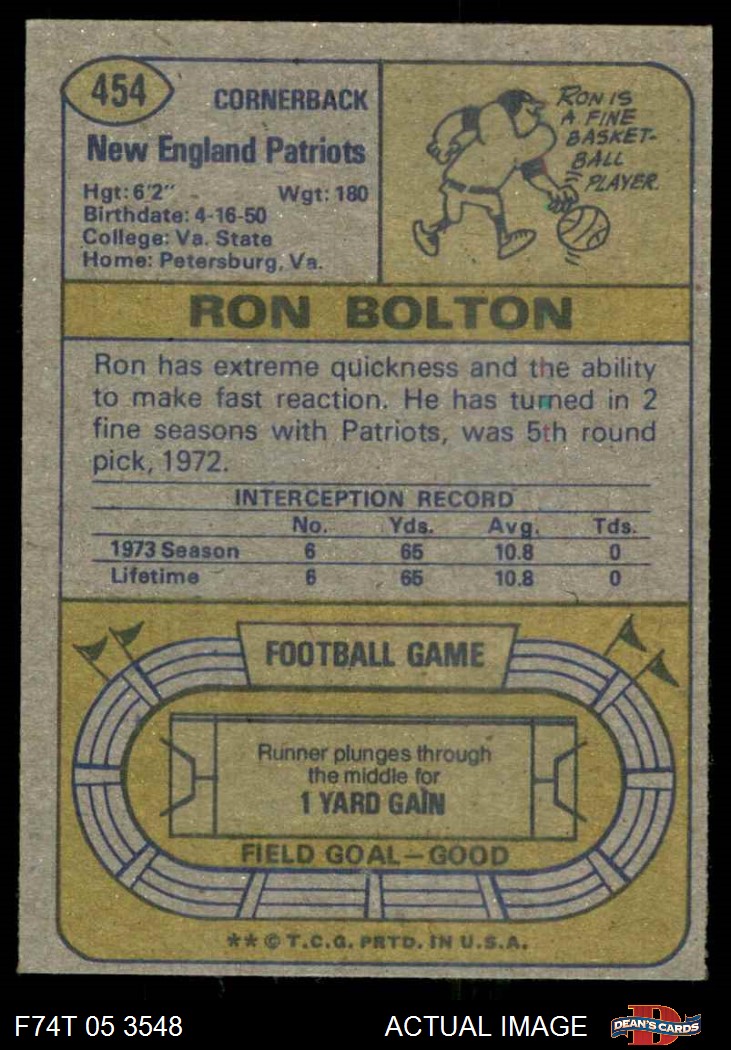 454
CORNERBACK
New England Patriots
Hgt: 6'2" Wgt: 180
Birthdate: 4-16-50
College: Va. State
Home: Petersburg, Va.
RON IS
A FINE
BASKET-
BALL
PLAYER.
RON BOLTON
Ron has extreme quickness and the ability
to make fast reaction. He has turned in 2
fine seasons with Patriots, was 5th round
pick, 1972.
INTERCEPTION RECORD
No. Yds. Avg. Tds.
1973 Season 6 65 10.8 0
Lifetime 6 65 10.8 0
FOOTBALL GAME
Runner plunges through
the middle for
1 YARD GAIN
FIELD GOAL—GOOD
** © T.C.G. PRTD. IN U.S.A.
F74T 05 3548 ACTUAL IMAGE
D
DEAN'S CARDS